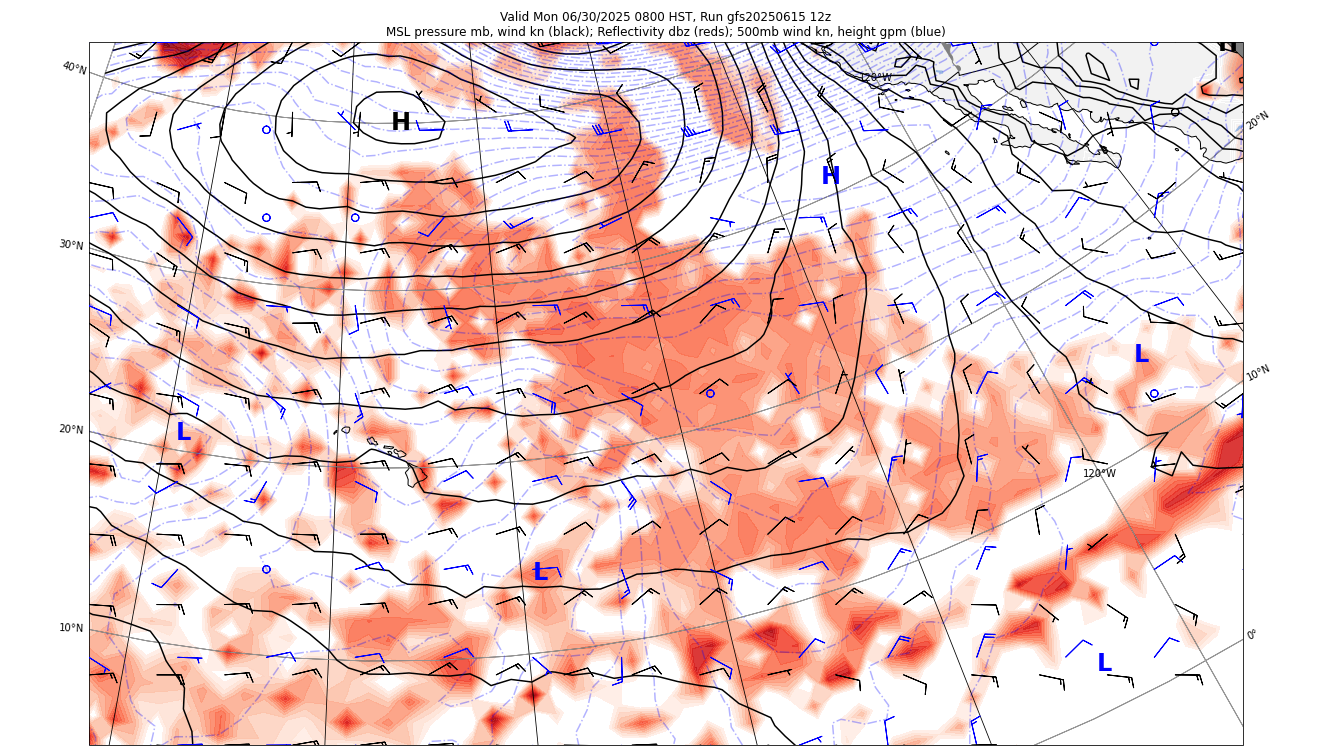 Valid Mon 06/30/2025 0800 HST, Run gfs20250615 12z
MSL pressure mb, wind kn (black); Reflectivity dbz (reds); 500mb wind kn, height gpm (blue)
H
40°N
120°W
H
20°N
H
30°N
L
10°N
20°N
L
120°W
L
10°N
0°
L